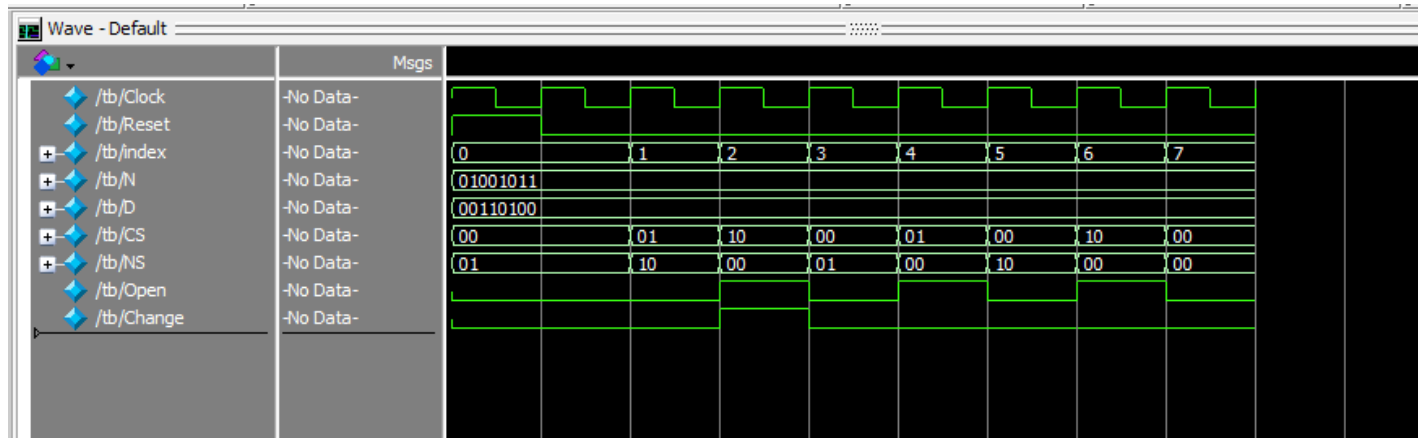 Wave - Default
Msgs
/tb/Clock -No Data-
/tb/Reset -No Data-
/tb/index -No Data- 0 1 2 3 4 5 6 7
/tb/N -No Data- 01001011
/tb/D -No Data- 00110100
/tb/CS -No Data- 00 01 10 00 01 00 10 00
/tb/NS -No Data- 01 10 00 01 00 10 00 00
/tb/Open -No Data-
/tb/Change -No Data-